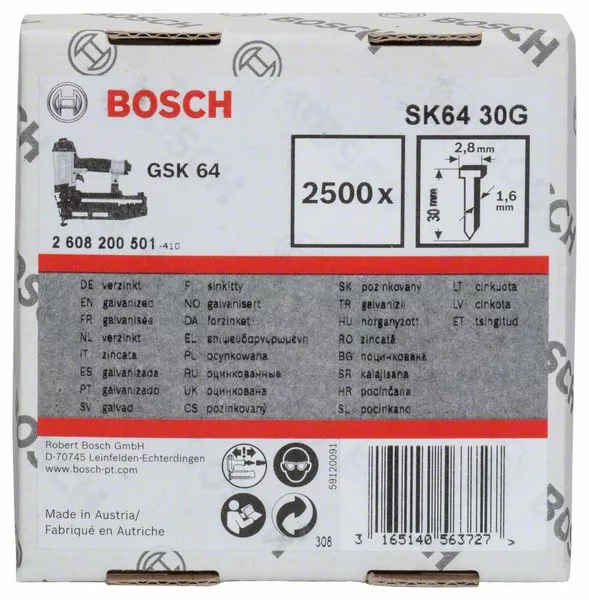 BOSCH
BOSCH
SK64 30G
GSK 64
2500 x
2,8 mm
30 mm
1,6 mm
2 608 200 501 -410
DE verzinkt
EN galvanized
FR galvanisée
NL verzinkt
IT zincata
ES galvanizada
PT galvanizado
SV galvad
FI sinkitty
NO galvanisert
DA forzinket
EL επιψευδαργυρωμένη
PL ocynkowana
RU оцинкованные
UK оцинкована
CS pozinkovaný
SK pozinkovaný
TR galvanizli
HU horganyzott
RO zincată
BG поцинкована
SR kalajisana
HR pocinčana
SL pocinkano
LT cinkuota
LV cinkota
ET tsingitud
Robert Bosch GmbH
D-70745 Leinfelden-Echterdingen
www.bosch-pt.com
59120091
Made in Austria/
Fabriqué en Autriche
308
3 165140 563727 >